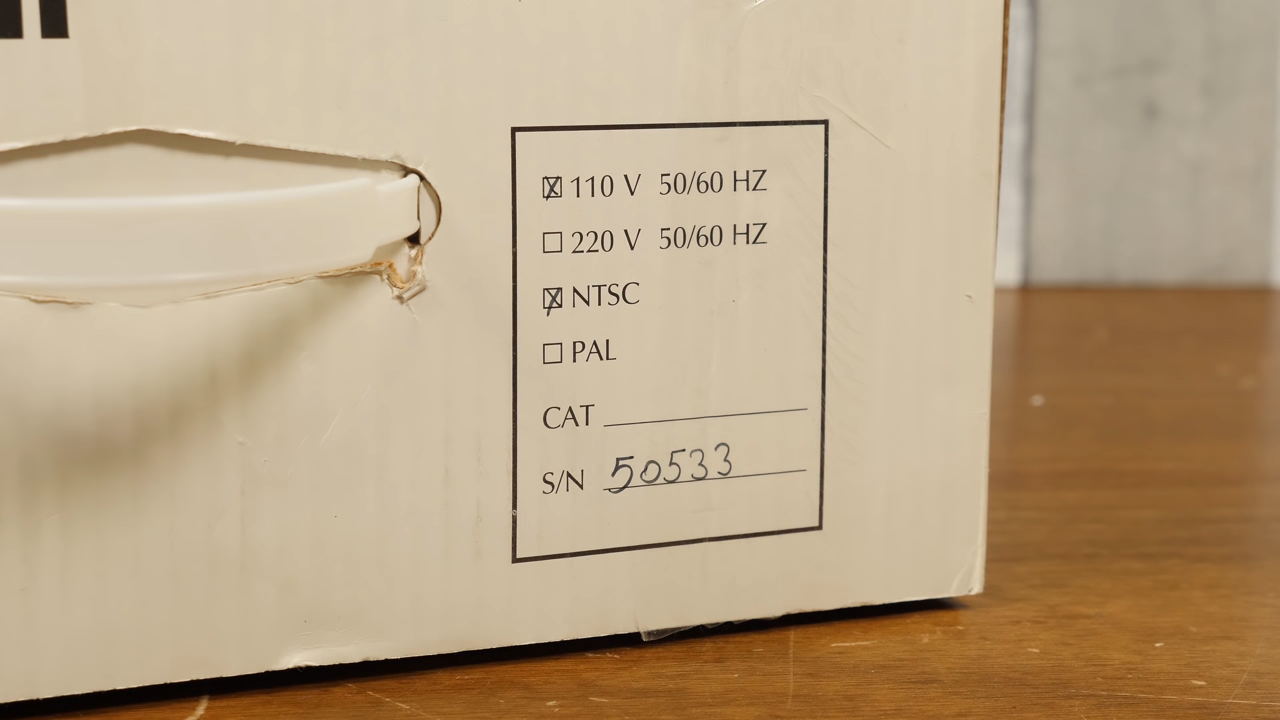 ☒ 110 V 50/60 HZ
☐ 220 V 50/60 HZ
☒ NTSC
☐ PAL
CAT
S/N 50533